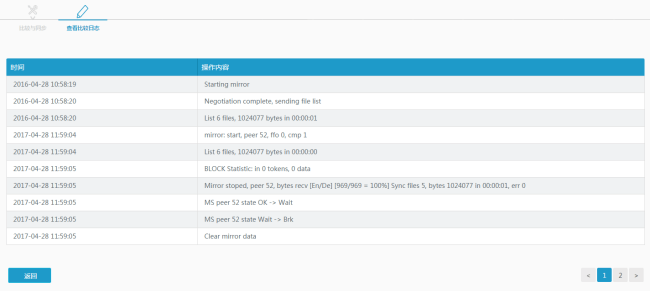 比较与同步 查看比较日志
时间 操作内容
2016-04-28 10:58:19 Starting mirror
2016-04-28 10:58:20 Negotiation complete, sending file list
2016-04-28 10:58:20 List 6 files, 1024077 bytes in 00:00:01
2017-04-28 11:59:04 mirror: start, peer 52, ffo 0, cmp 1
2017-04-28 11:59:04 List 6 files, 1024077 bytes in 00:00:00
2017-04-28 11:59:05 BLOCK Statistic: in 0 tokens, 0 data
2017-04-28 11:59:05 Mirror stoped, peer 52, bytes recv [En/De] [969/969 = 100%] Sync files 5, bytes 1024077 in 00:00:01, err 0
2017-04-28 11:59:05 MS peer 52 state OK -> Wait
2017-04-28 11:59:05 MS peer 52 state Wait -> Brk
2017-04-28 11:59:05 Clear mirror data
返回 < 1 2 >